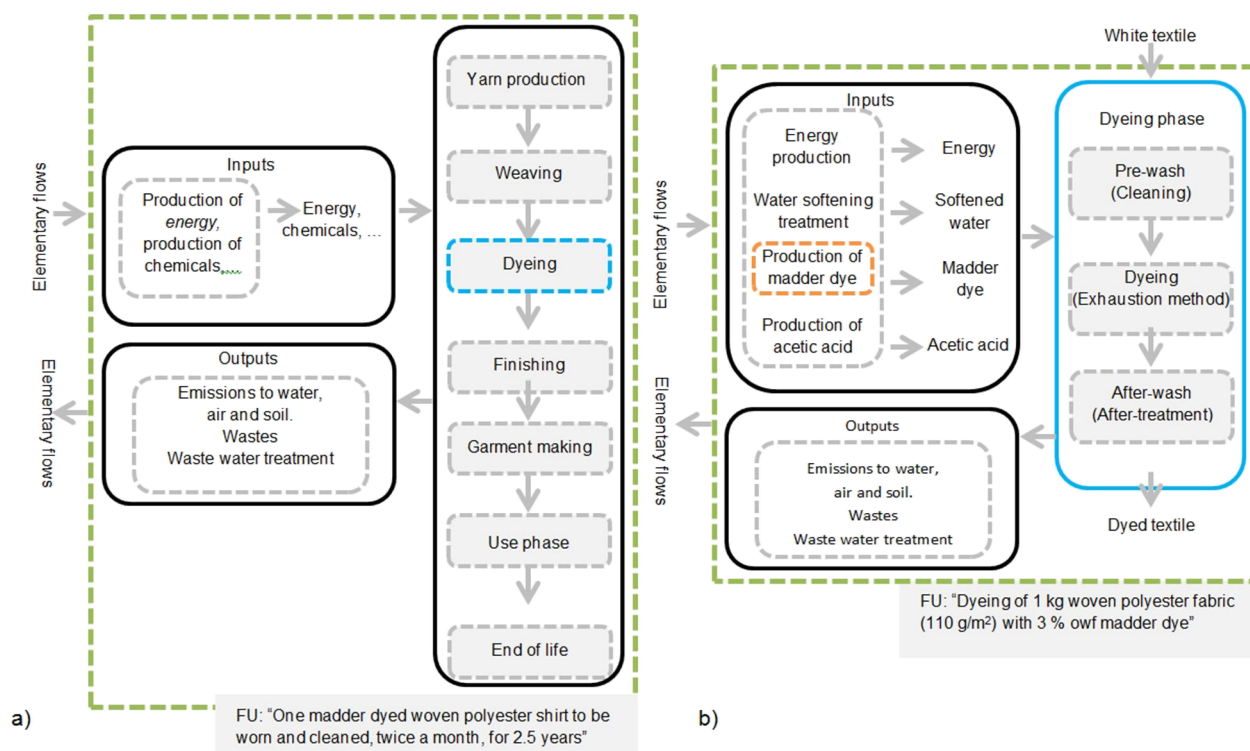 Elementary flows
Elementary flows
Inputs
Production of
energy,
production of
chemicals,...
Energy,
chemicals, ...
Outputs
Emissions to water,
air and soil.
Wastes
Waste water treatment
Yarn production
Weaving
Dyeing
Finishing
Garment making
Use phase
End of life
FU: “One madder dyed woven polyester shirt to be
worn and cleaned, twice a month, for 2.5 years”
a)
Elementary flows
Elementary flows
Inputs
Energy
production
Energy
Water softening
treatment
Softened
water
Production of
madder dye
Madder
dye
Production of
acetic acid
Acetic acid
Outputs
Emissions to water,
air and soil.
Wastes
Waste water treatment
White textile
Dyeing phase
Pre-wash
(Cleaning)
Dyeing
(Exhaustion method)
After-wash
(After-treatment)
Dyed textile
FU: “Dyeing of 1 kg woven polyester fabric
(110 g/m²) with 3 % owf madder dye”
b)